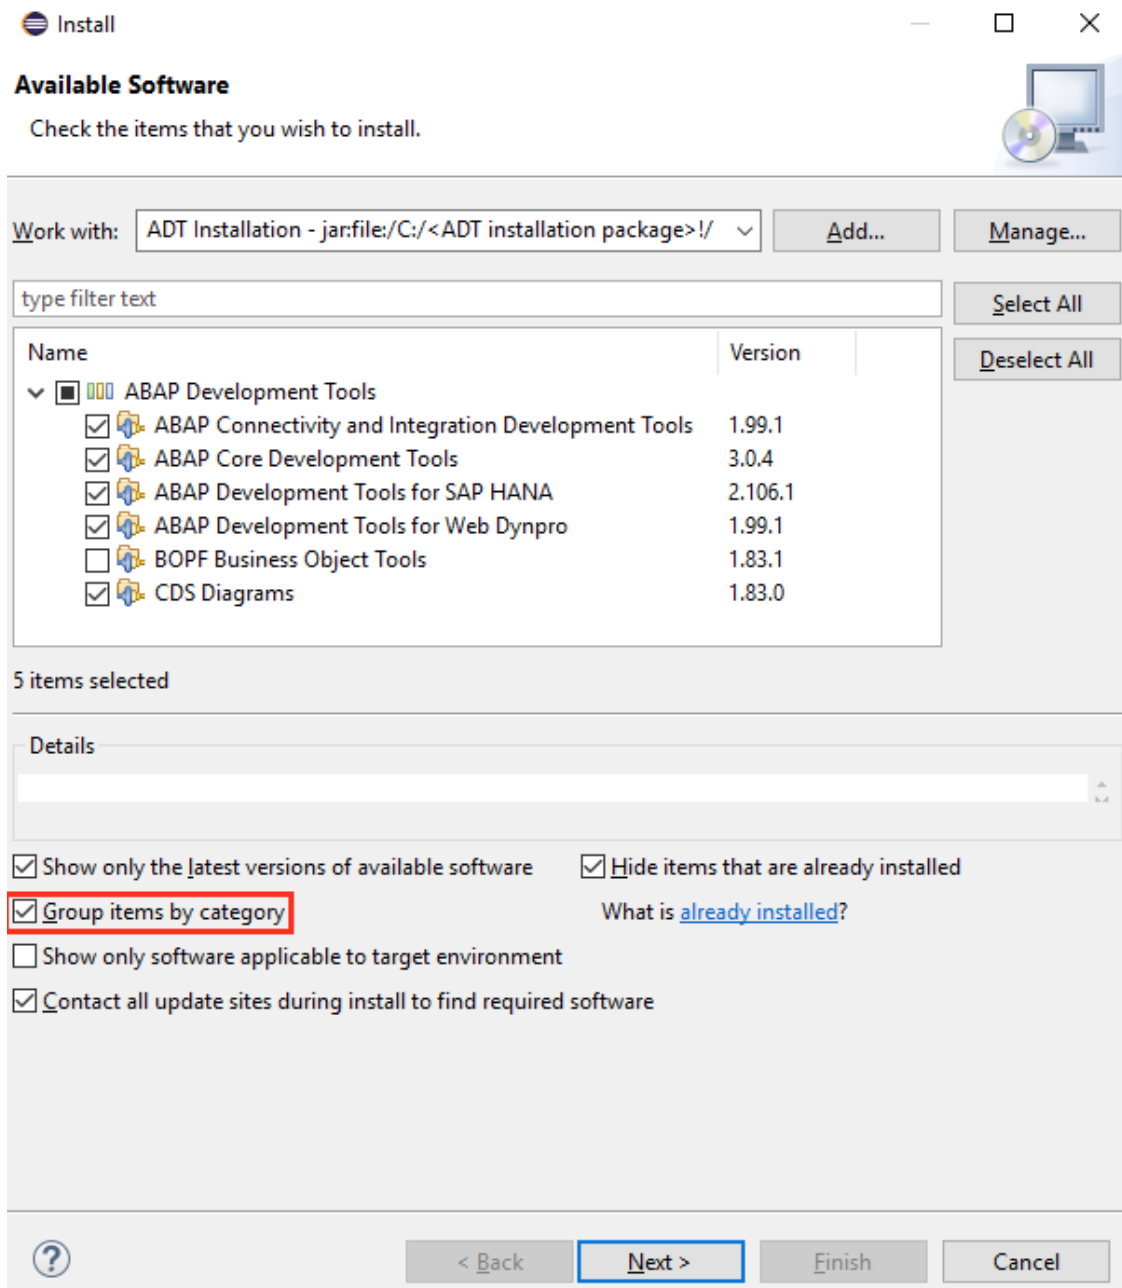 Install
Available Software
Check the items that you wish to install.
Work with: ADT Installation - jar:file:/C:/<ADT installation package>!/ Add... Manage...
type filter text Select All
Name Version Deselect All
ABAP Development Tools
ABAP Connectivity and Integration Development Tools 1.99.1
ABAP Core Development Tools 3.0.4
ABAP Development Tools for SAP HANA 2.106.1
ABAP Development Tools for Web Dynpro 1.99.1
BOPF Business Object Tools 1.83.1
CDS Diagrams 1.83.0
5 items selected
Details
Show only the latest versions of available software Hide items that are already installed
Group items by category What is already installed?
Show only software applicable to target environment
Contact all update sites during install to find required software
? < Back Next > Finish Cancel